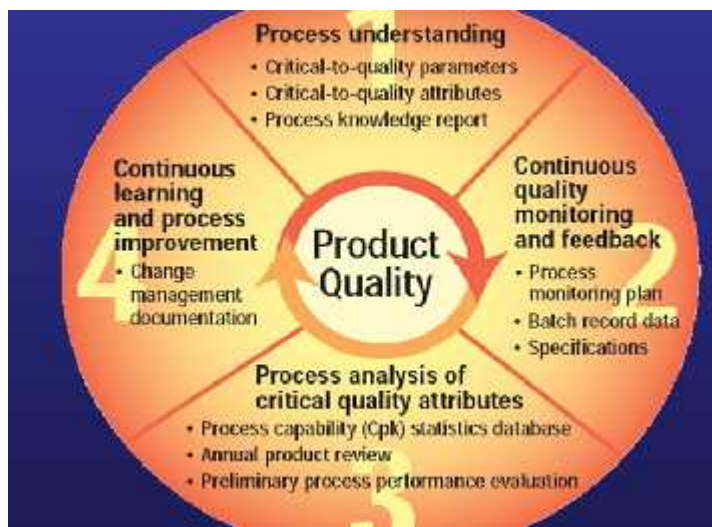 1
Process understanding
• Critical-to-quality parameters
• Critical-to-quality attributes
• Process knowledge report
2
Continuous
quality
monitoring
and feedback
• Process
monitoring plan
• Batch record data
• Specifications
3
Process analysis of
critical quality attributes
• Process capability (Cpk) statistics database
• Annual product review
• Preliminary process performance evaluation
4
Continuous
learning
and process
improvement
• Change
management
documentation
Product
Quality